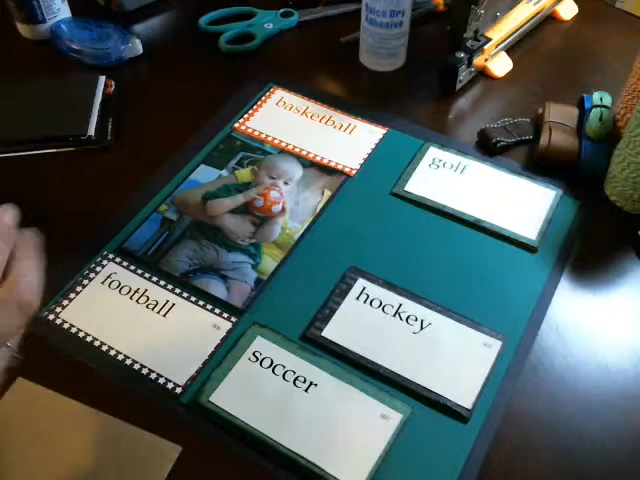 Quick Dry
Adhesive
basketball
golf
football
hockey
soccer